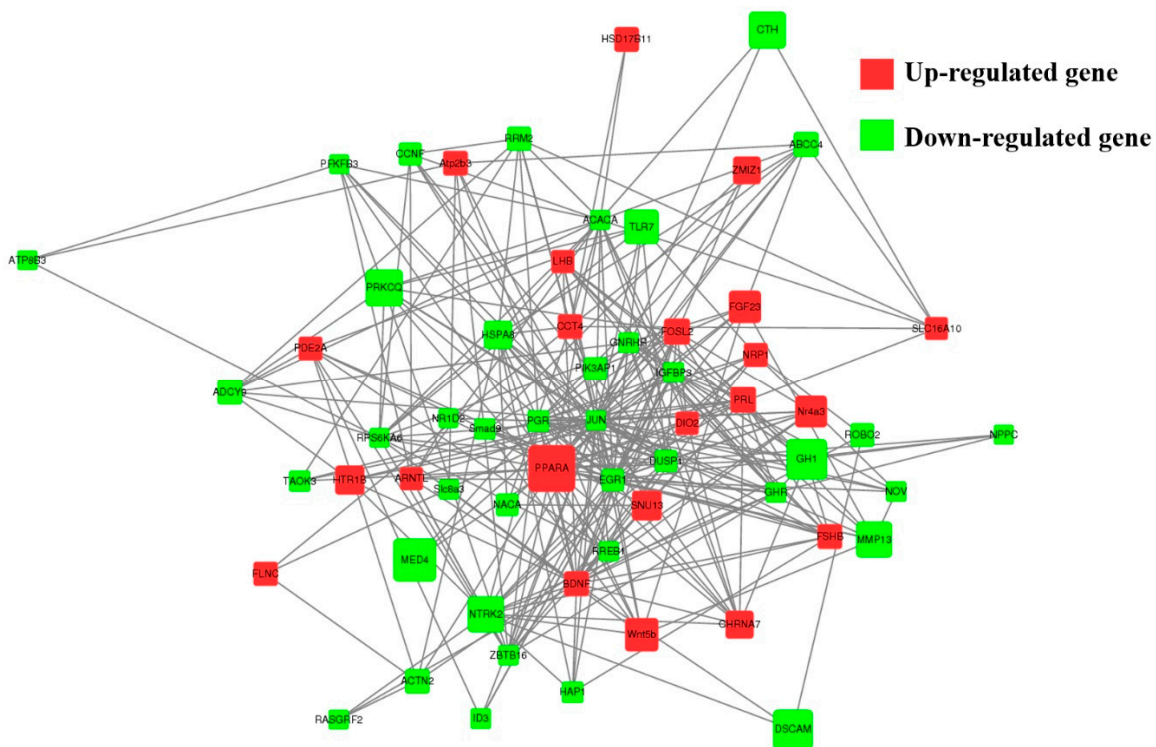 CTH
HSD17B11
Up-regulated gene
Down-regulated gene
RRM2
ABCC4
CCNF
Atp2b3
PFKFB3
ZMIZ1
ACACA
TLR7
ATP8B3
LHB
PRKCQ
FGF23
CCT4
FOSL2
SLC16A10
HSPA8
GNRHR
PDE2A
NRP1
PIK3AP1
IGFBP3
ADCY9
PRL
Nr4a3
NR1D2
PGR
JUN
DIO2
Smad9
RPS6KA6
ROBO2
NPPC
DUSP1
GH1
PPARA
TAOK3
HTR1B
ARNTL
EGR1
Slc8a3
GHR
NOV
NACA
SNU13
FSHB
MMP13
RREB1
MED4
FLNC
BDNF
NTRK2
CHRNA7
Wnt5b
ZBTB16
ACTN2
HAP1
RASGRF2
ID3
DSCAM